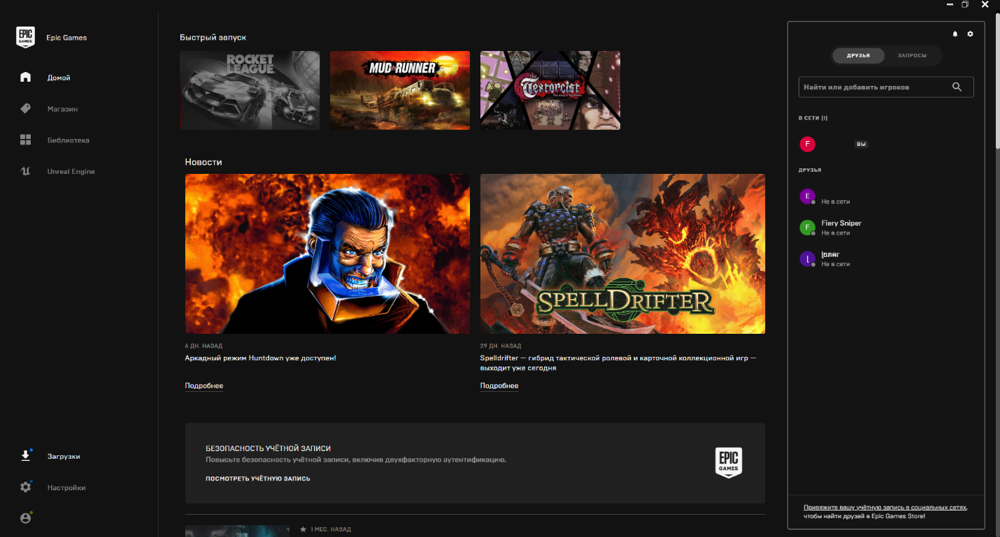 EPIC
GAMES
Epic Games
Домой
Магазин
Библиотека
Unreal Engine
Загрузки
Настройки
Быстрый запуск
ROCKET
LEAGUE
MUDRUNNER
the
Textorcist
Новости
SPELLDRIFTER
6 ДН. НАЗАД
Аркадный режим Huntdown уже доступен!
Подробнее
29 ДН. НАЗАД
Spelldrifter — гибрид тактической ролевой и карточной коллекционной игр —
выходит уже сегодня
Подробнее
БЕЗОПАСНОСТЬ УЧЁТНОЙ ЗАПИСИ
Повысьте безопасность учётной записи, включив двухфакторную аутентификацию.
ПОСМОТРЕТЬ УЧЁТНУЮ ЗАПИСЬ
EPIC
GAMES
1 МЕС. НАЗАД
ДРУЗЬЯ
ЗАПРОСЫ
Найти или добавить игроков
В СЕТИ (1)
F
ВЫ
ДРУЗЬЯ
E
Не в сети
F
Fiery Sniper
Не в сети
Не в сети
Привяжите вашу учётную запись в социальных сетях,
чтобы найти друзей в Epic Games Store!